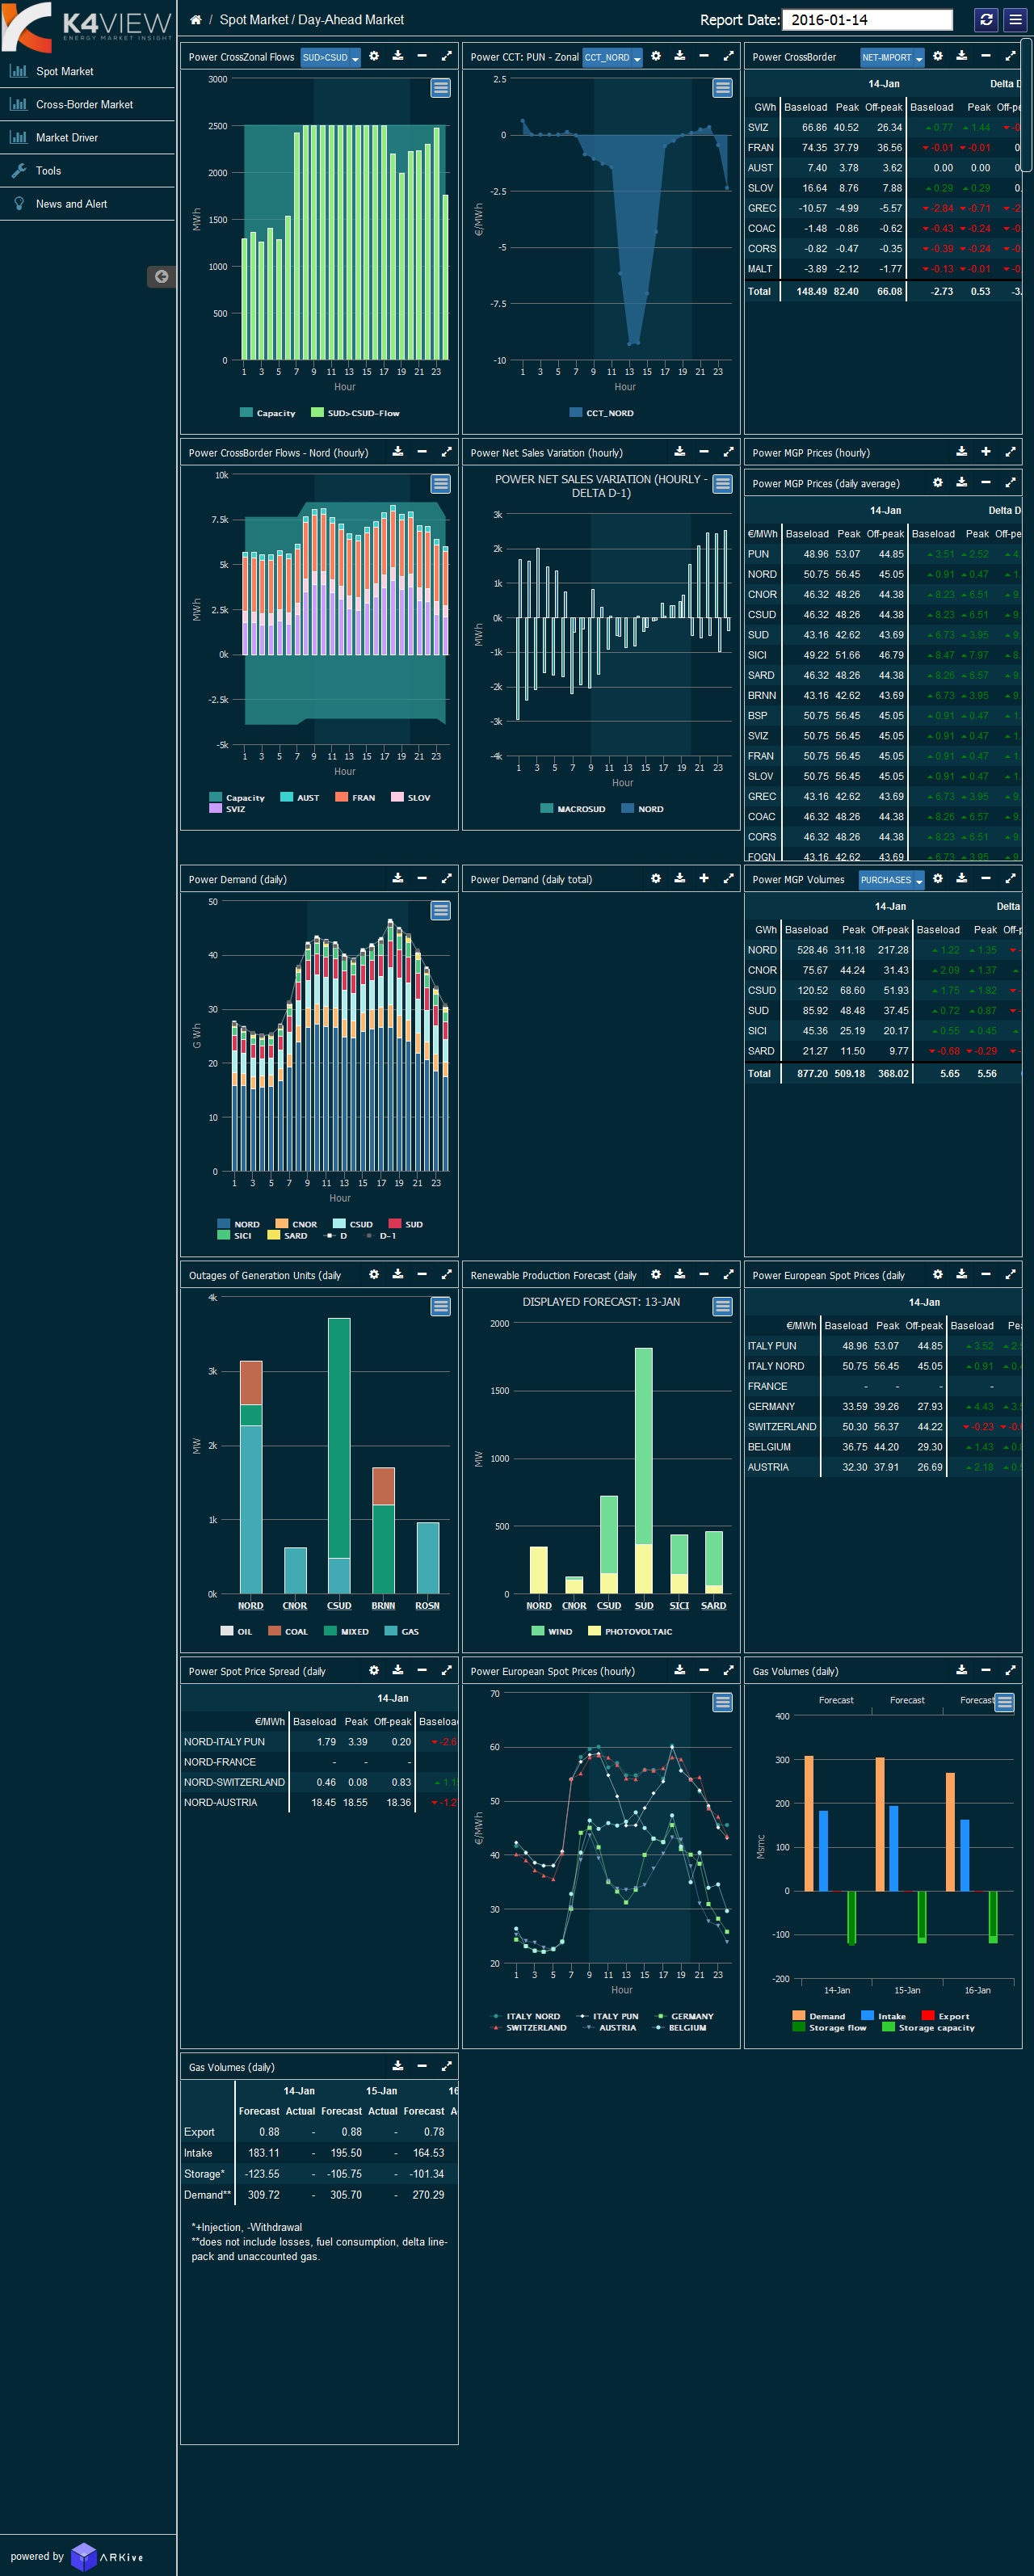 K4VIEW
ENERGY MARKET INSIGHT
Spot Market
Cross-Border Market
Market Driver
Tools
News and Alert
/ Spot Market / Day-Ahead Market
Report Date: 2016-01-14
Power CrossZonal Flows SUD>CSUD
3000
2500
2000
1500
1000
500
0
MWh
1 3 5 7 9 11 13 15 17 19 21 23
Hour
Capacity SUD>CSUD-Flow
Power CCT: PUN - Zonal CCT_NORD
2.5
0
-2.5
-5
-7.5
-10
€/MWh
1 3 5 7 9 11 13 15 17 19 21 23
Hour
CCT_NORD
Power CrossBorder NET-IMPORT
14-Jan Delta D
GWh Baseload Peak Off-peak Baseload Peak Off-p
SVIZ 66.86 40.52 26.34 0.77 1.44 -0
FRAN 74.35 37.79 36.56 -0.01 -0.01 0
AUST 7.40 3.78 3.62 0.00 0.00 0
SLOV 16.64 8.76 7.88 0.29 0.29 0.
GREC -10.57 -4.99 -5.57 -2.84 -0.71 -2
COAC -1.48 -0.86 -0.62 -0.43 -0.24 -0
CORS -0.82 -0.47 -0.35 -0.39 -0.24 -0
MALT -3.89 -2.12 -1.77 -0.13 -0.01 -0
Total 148.49 82.40 66.08 -2.73 0.53 -3.
Power CrossBorder Flows - Nord (hourly)
10k
7.5k
5k
2.5k
0k
-2.5k
-5k
MWh
1 3 5 7 9 11 13 15 17 19 21 23
Hour
Capacity AUST FRAN SLOV
SVIZ
Power Net Sales Variation (hourly)
POWER NET SALES VARIATION (HOURLY -
DELTA D-1)
3k
2k
1k
0k
-1k
-2k
-3k
-4k
MWh
1 3 5 7 9 11 13 15 17 19 21 23
Hour
MACROSUD NORD
Power MGP Prices (hourly)
Power MGP Prices (daily average)
14-Jan Delta D
€/MWh Baseload Peak Off-peak Baseload Peak Off-pe
PUN 48.96 53.07 44.85 3.51 2.52 4
NORD 50.75 56.45 45.05 0.91 0.47 1
CNOR 46.32 48.26 44.38 8.23 6.51 9
CSUD 46.32 48.26 44.38 8.23 6.51 9
SUD 43.16 42.62 43.69 6.73 3.95 9
SICI 49.22 51.66 46.79 8.47 7.97 8
SARD 46.32 48.26 44.38 8.26 6.57 9
BRNN 43.16 42.62 43.69 6.73 3.95 9
BSP 50.75 56.45 45.05 0.91 0.47 1
SVIZ 50.75 56.45 45.05 0.91 0.47 1
FRAN 50.75 56.45 45.05 0.91 0.47 1
SLOV 50.75 56.45 45.05 0.91 0.47 1
GREC 43.16 42.62 43.69 6.73 3.95 9
COAC 46.32 48.26 44.38 8.26 6.57 9
CORS 46.32 48.26 44.38 8.23 6.51 9
FOGN 43.16 42.62 43.69 6.73 3.95 9
Power Demand (daily)
50
40
30
20
10
0
G Wh
1 3 5 7 9 11 13 15 17 19 21 23
Hour
NORD CNOR CSUD SUD
SICI SARD D D-1
Power Demand (daily total)
Power MGP Volumes PURCHASES
14-Jan Delta
GWh Baseload Peak Off-peak Baseload Peak Off-p
NORD 528.46 311.18 217.28 1.22 1.35
CNOR 75.67 44.24 31.43 2.09 1.37
CSUD 120.52 68.60 51.93 1.75 1.82
SUD 85.92 48.48 37.45 0.72 0.87
SICI 45.36 25.19 20.17 0.55 0.45
SARD 21.27 11.50 9.77 -0.68 -0.29
Total 877.20 509.18 368.02 5.65 5.56
Outages of Generation Units (daily
4k
3k
2k
1k
0k
MW
NORD CNOR CSUD BRNN ROSN
OIL COAL MIXED GAS
Renewable Production Forecast (daily
DISPLAYED FORECAST: 13-JAN
2000
1500
1000
500
0
MW
NORD CNOR CSUD SUD SICI SARD
WIND PHOTOVOLTAIC
Power European Spot Prices (daily
14-Jan
€/MWh Baseload Peak Off-peak Baseload Pea
ITALY PUN 48.96 53.07 44.85 3.52 2.
ITALY NORD 50.75 56.45 45.05 0.91 0.
FRANCE - - - -
GERMANY 33.59 39.26 27.93 4.43 3.
SWITZERLAND 50.30 56.37 44.22 -0.23 -0.
BELGIUM 36.75 44.20 29.30 1.43 0.
AUSTRIA 32.30 37.91 26.69 2.18 0.
Power Spot Price Spread (daily
14-Jan
€/MWh Baseload Peak Off-peak Baseload
NORD-ITALY PUN 1.79 3.39 0.20 -2.6
NORD-FRANCE - - -
NORD-SWITZERLAND 0.46 0.08 0.83 1.1
NORD-AUSTRIA 18.45 18.55 18.36 -1.2
Power European Spot Prices (hourly)
70
60
50
40
30
20
€/MWh
1 3 5 7 9 11 13 15 17 19 21 23
Hour
ITALY NORD ITALY PUN GERMANY
SWITZERLAND AUSTRIA BELGIUM
Gas Volumes (daily)
Forecast Forecast Forecast
400
300
200
100
0
-100
-200
Msmc
14-Jan 15-Jan 16-Jan
Demand Intake Export
Storage flow Storage capacity
Gas Volumes (daily)
14-Jan 15-Jan 16
Forecast Actual Forecast Actual Forecast A
Export 0.88 - 0.88 - 0.78
Intake 183.11 - 195.50 - 164.53
Storage* -123.55 - -105.75 - -101.34
Demand** 309.72 - 305.70 - 270.29
*+Injection, -Withdrawal
**does not include losses, fuel consumption, delta line-
pack and unaccounted gas.
powered by ARKive